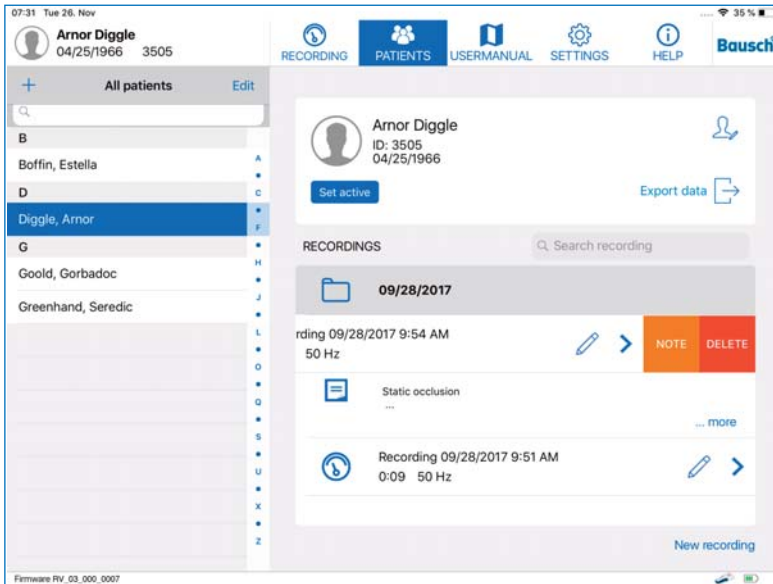 07:31 Tue 26. Nov
35 %
Arnor Diggle
04/25/1966 3505
RECORDING
PATIENTS
USERMANUAL
SETTINGS
HELP
Bausch
+ All patients Edit
B
Boffin, Estella
D
Diggle, Arnor
G
Goold, Gorbadoc
Greenhand, Seredic
A
C
F
H
J
L
O
Q
S
U
X
Z
Arnor Diggle
ID: 3505
04/25/1966
Set active
Export data
RECORDINGS
Search recording
09/28/2017
rding 09/28/2017 9:54 AM
50 Hz
NOTE
DELETE
Static occlusion
...
... more
Recording 09/28/2017 9:51 AM
0:09 50 Hz
New recording
Firmware RV_03_000_0007